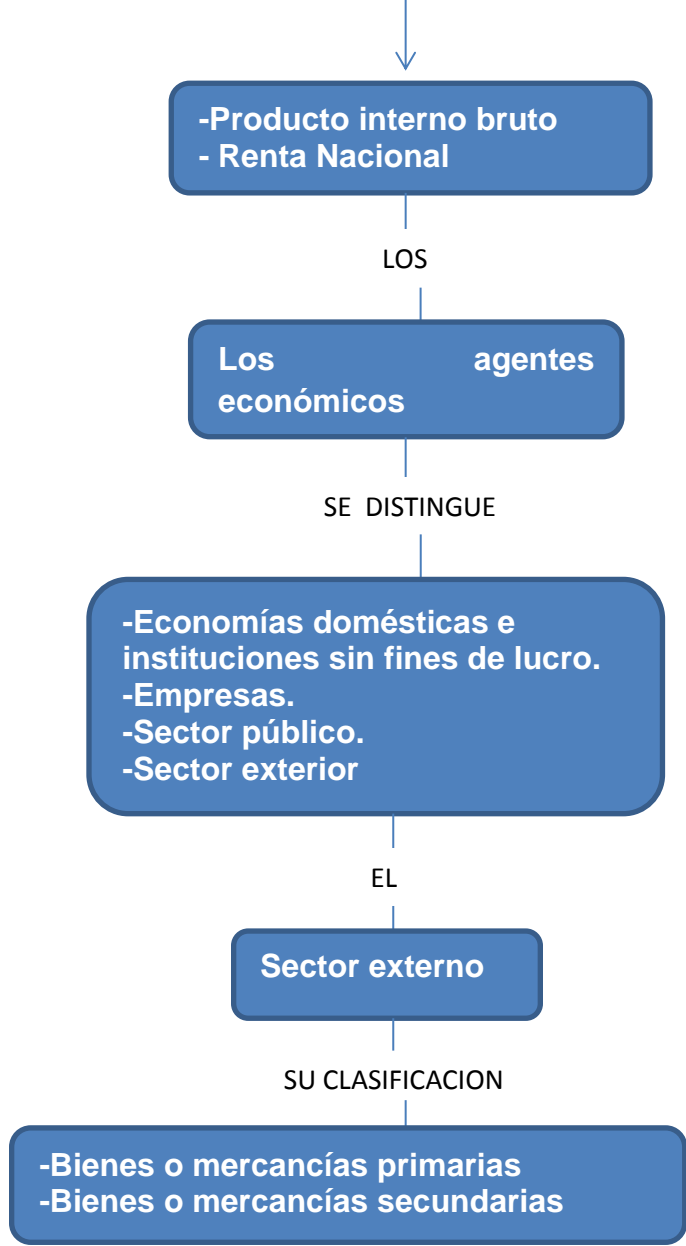 -Producto interno bruto
- Renta Nacional
LOS
Los agentes
económicos
SE DISTINGUE
-Economías domésticas e
instituciones sin fines de lucro.
-Empresas.
-Sector público.
-Sector exterior
EL
Sector externo
SU CLASIFICACION
-Bienes o mercancías primarias
-Bienes o mercancías secundarias